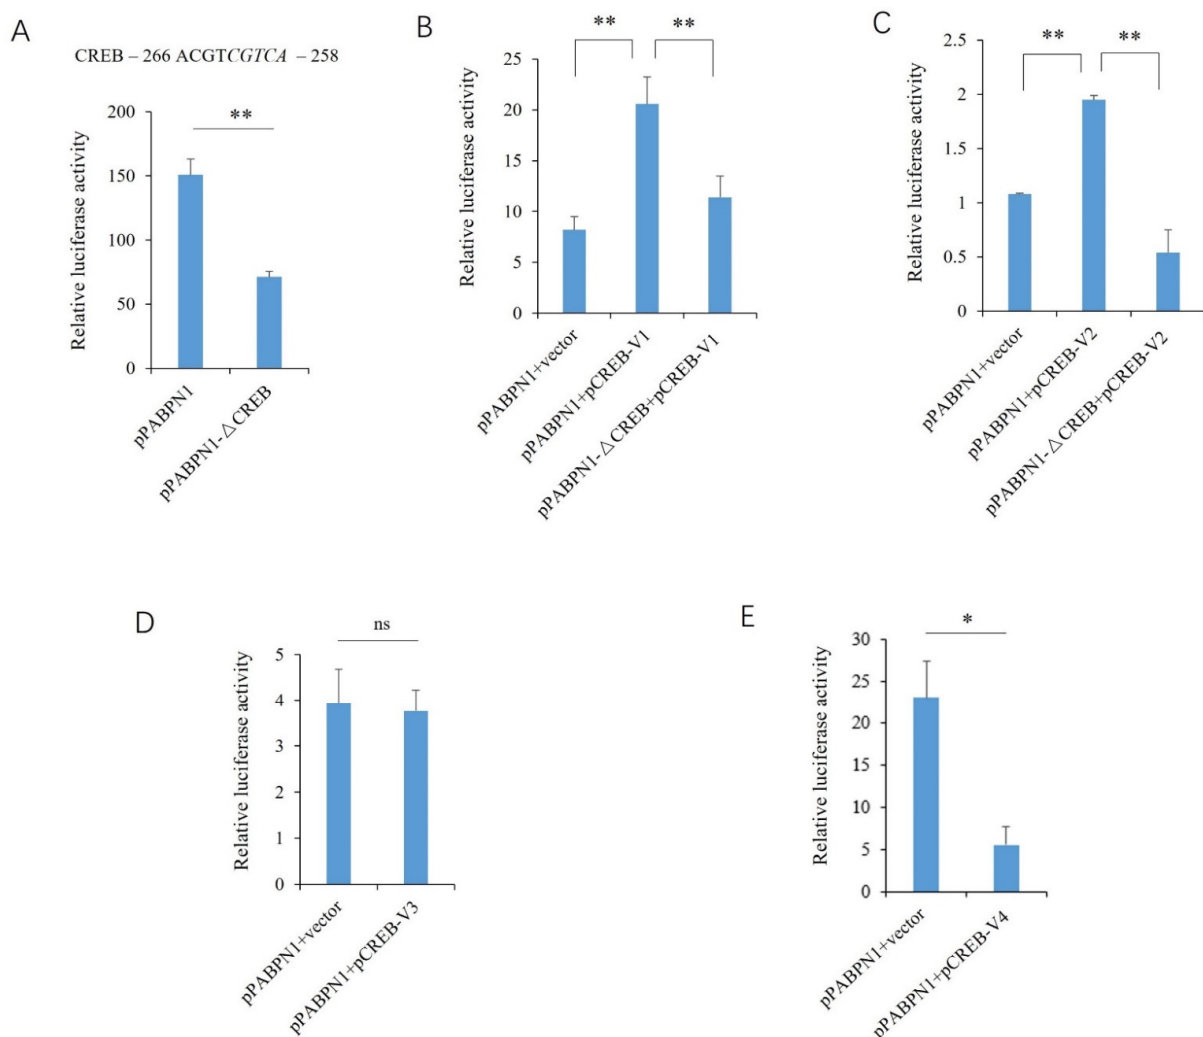 A
CREB – 266 ACGTCGTCA – 258
Relative luciferase activity
200
150
100
50
0
**
pPABPN1
pPABPN1-△CREB
B
Relative luciferase activity
25
20
15
10
5
0
** **
pPABPN1+vector
pPABPN1+pCREB-V1
pPABPN1-△CREB+pCREB-V1
C
Relative luciferase activity
2.5
2
1.5
1
0.5
0
** **
pPABPN1+vector
pPABPN1+pCREB-V2
pPABPN1-△CREB+pCREB-V2
D
Relative luciferase activity
5
4
3
2
1
0
ns
pPABPN1+vector
pPABPN1+pCREB-V3
E
Relative luciferase activity
30
25
20
15
10
5
0
*
pPABPN1+vector
pPABPN1+pCREB-V4